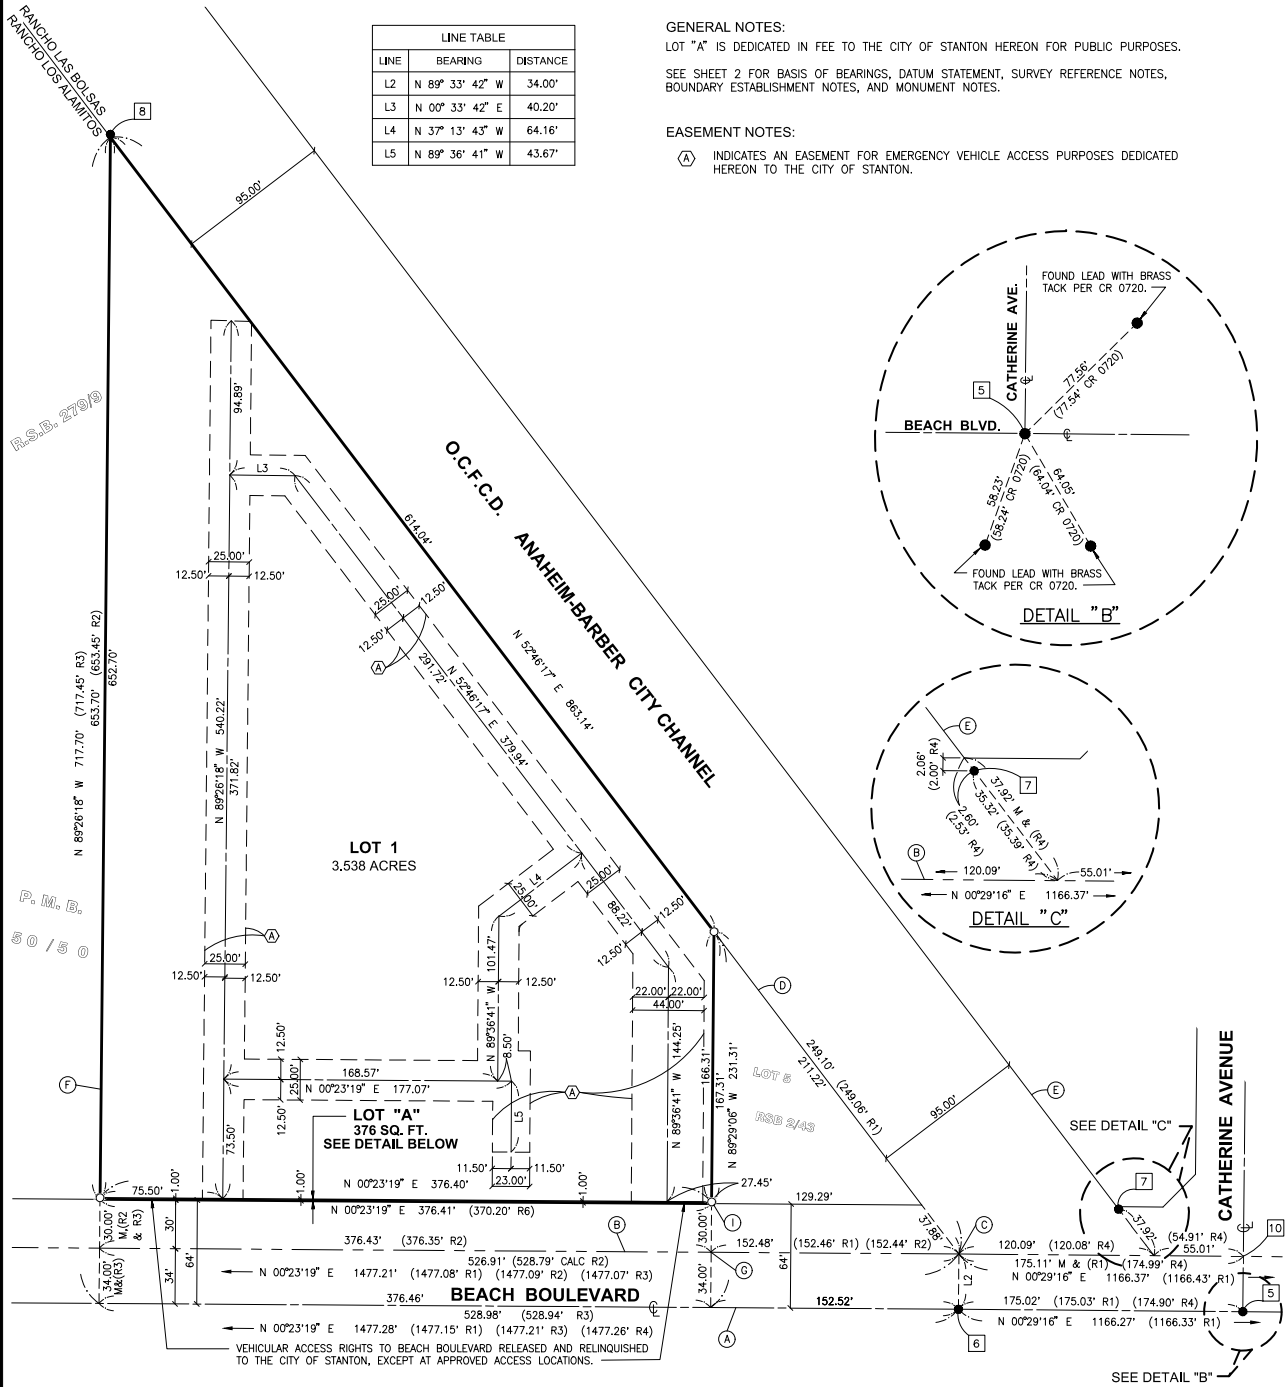 RANCHO LAS BOLSAS
RANCHO LOS ALAMITOS
8
LINE TABLE
LINE BEARING DISTANCE
L2 N 89° 33' 42" W 34.00'
L3 N 00° 33' 42" E 40.20'
L4 N 37° 13' 43" W 64.16'
L5 N 89° 36' 41" W 43.67'
GENERAL NOTES:
LOT "A" IS DEDICATED IN FEE TO THE CITY OF STANTON HEREON FOR PUBLIC PURPOSES.
SEE SHEET 2 FOR BASIS OF BEARINGS, DATUM STATEMENT, SURVEY REFERENCE NOTES,
BOUNDARY ESTABLISHMENT NOTES, AND MONUMENT NOTES.
EASEMENT NOTES:
A INDICATES AN EASEMENT FOR EMERGENCY VEHICLE ACCESS PURPOSES DEDICATED
HEREON TO THE CITY OF STANTON.
95.00'
FOUND LEAD WITH BRASS
TACK PER CR 0720.
CATHERINE AVE.
℄
77.56'
(77.54' CR 0720)
5
BEACH BLVD.
℄
58.23'
(58.24' CR 0720)
64.05'
(64.04' CR 0720)
FOUND LEAD WITH BRASS
TACK PER CR 0720.
DETAIL "B"
R.S.B. 279/9
94.89'
L3
O.C.F.C.D. ANAHEIM-BARBER CITY CHANNEL
614.04'
N 52°46'17" E 863.14'
25.00'
12.50' 12.50'
25.00'
12.50'
12.50'
A
291.72'
N 52°46'17" E 379.94'
N 89°26'18" W 717.70' (717.45' R3)
653.70' (653.45' R2)
652.70'
N 89°26'18" W 540.22'
371.82'
E
2.06'
(2.00' R4)
7
37.92' M & (R4)
35.32' (35.39' R4)
2.60'
(2.53' R4)
B
120.09' 55.01'
N 00°29'16" E 1166.37'
DETAIL "C"
LOT 1
3.538 ACRES
P. M. B.
50 / 50
L4
25.00'
25.00'
88.22'
12.50'
12.50'
A
25.00'
12.50' 12.50'
N 89°36'41" W 101.47'
12.50' 12.50'
8.50'
22.00' 22.00'
44.00'
D
249.10' (249.06' R1)
211.22'
N 89°36'41" W 144.25'
166.31'
167.31'
N 89°29'06" W 231.31'
LOT 5
RSB 2/43
95.00'
E
F
12.50'
25.00'
12.50'
168.57'
N 00°23'19" E 177.07'
A
L5
LOT "A"
376 SQ. FT.
SEE DETAIL BELOW
73.50'
11.50' 11.50'
23.00'
CATHERINE AVENUE
℄
SEE DETAIL "C"
7
75.50' 1.00' 1.00' N 00°23'19" E 376.40' 1.00' 27.45' 129.29'
N 00°23'19" E 376.41' (370.20' R6)
I
30.00'
M,(R2
& R3)
30'
64'
34.00'
M&(R3)
34'
B
376.43' (376.35' R2)
30.00'
152.48' (152.46' R1) (152.44' R2)
64'
37.88'
C
37.92'
(54.91' R4)
55.01'
10
120.09' (120.08' R4)
526.91' (528.79' CALC R2)
G
175.11' M & (R1) (174.99' R4)
N 00°23'19" E 1477.21' (1477.08' R1) (1477.09' R2) (1477.07' R3)
N 00°29'16" E 1166.37' (1166.43' R1)
34.00'
L2
376.46' BEACH BOULEVARD ℄
152.52'
175.02' (175.03' R1) (174.90' R4)
5
528.98' (528.94' R3)
N 00°29'16" E 1166.27' (1166.33' R1)
N 00°23'19" E 1477.28' (1477.15' R1) (1477.21' R3) (1477.26' R4)
A
6
VEHICULAR ACCESS RIGHTS TO BEACH BOULEVARD RELEASED AND RELINQUISHED
TO THE CITY OF STANTON, EXCEPT AT APPROVED ACCESS LOCATIONS.
SEE DETAIL "B"